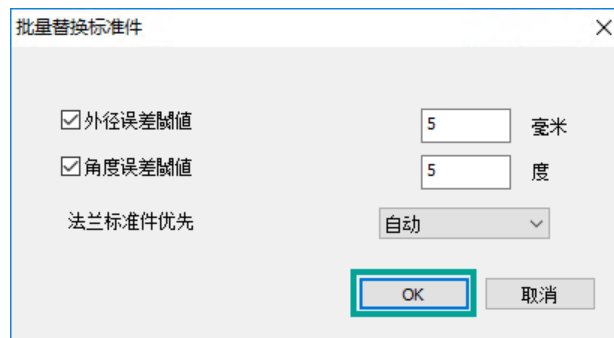 批量替换标准件
外径误差阈值 5 毫米
角度误差阈值 5 度
法兰标准件优先 自动
OK 取消